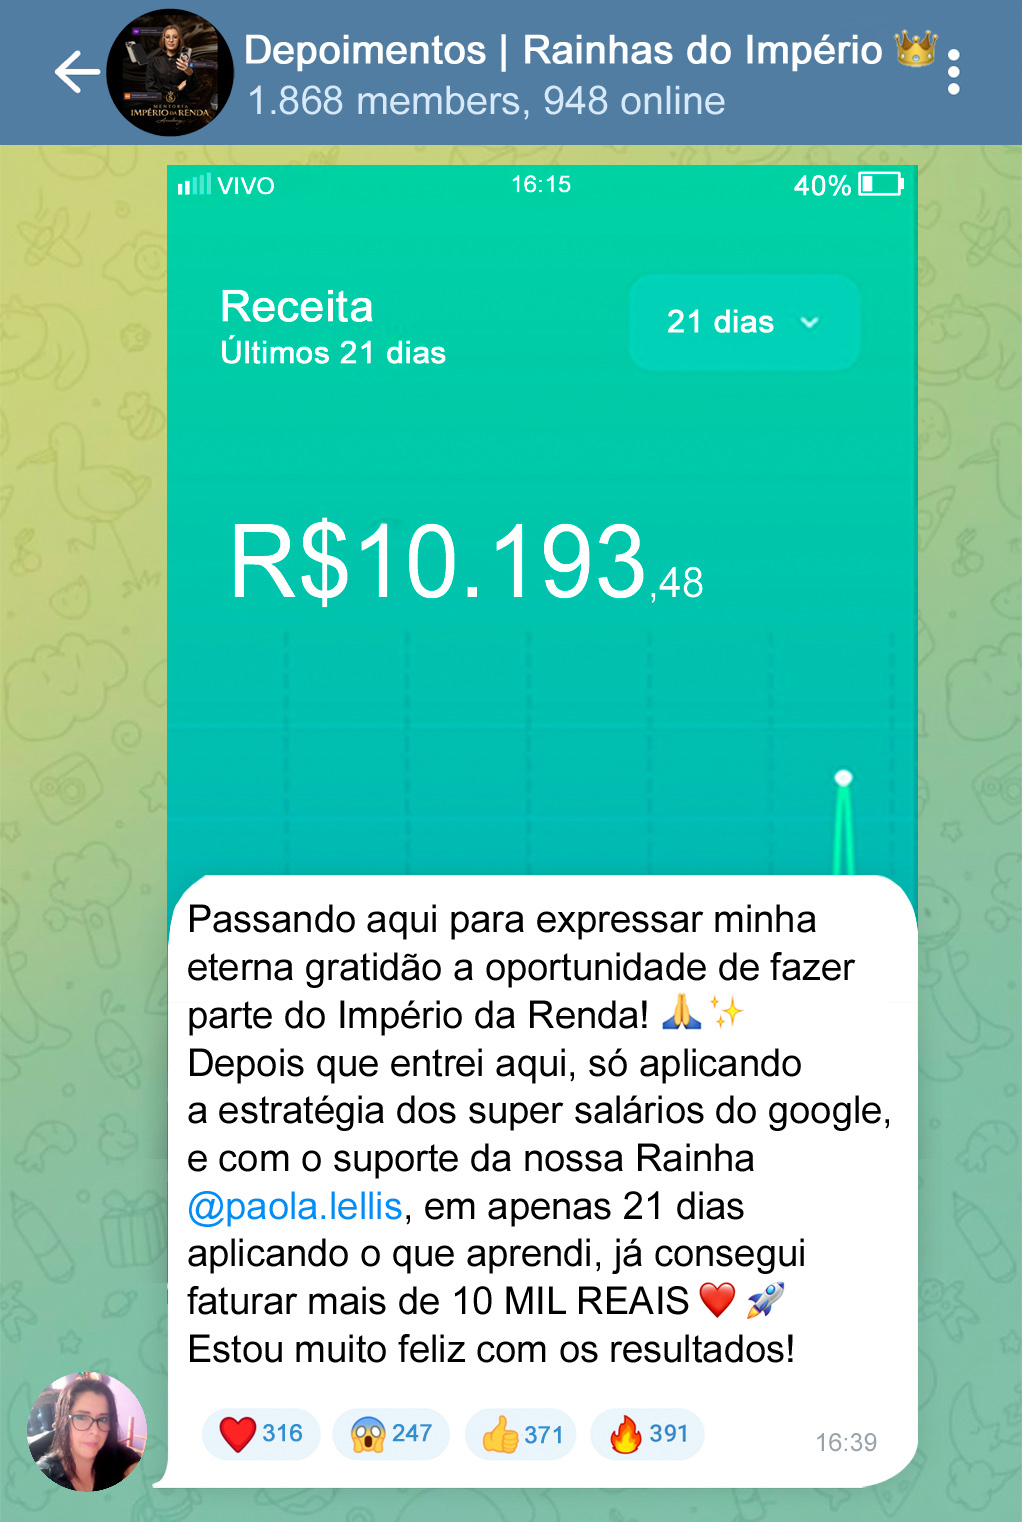 Depoimentos | Rainhas do Império 👑
1.868 members, 948 online
MENTORIA
IMPÉRIO DA RENDA
VIVO 16:15 40%
Receita
Últimos 21 dias
21 dias
R$10.193,48
Passando aqui para expressar minha
eterna gratidão a oportunidade de fazer
parte do Império da Renda! 🙏✨
Depois que entrei aqui, só aplicando
a estratégia dos super salários do google,
e com o suporte da nossa Rainha
@paola.lellis, em apenas 21 dias
aplicando o que aprendi, já consegui
faturar mais de 10 MIL REAIS ❤️ 🚀
Estou muito feliz com os resultados!
❤️ 316 😱 247 👍 371 🔥 391
16:39